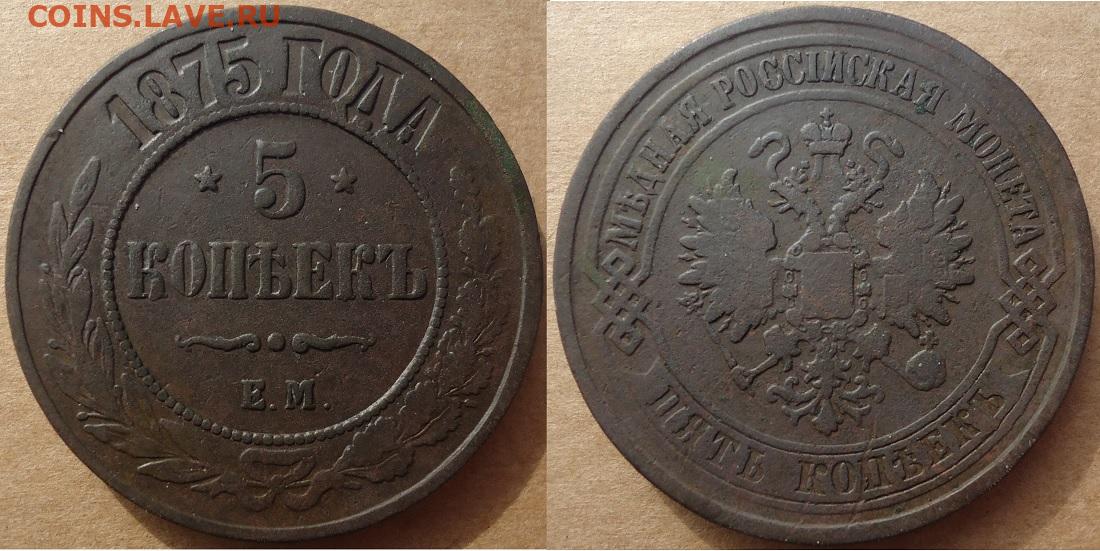 COINS.LAVE.RU
1875 ГОДА
5
КОПѢЕКЪ
Е.М.
МѢДНАЯ РОССІЙСКАЯ МОНЕТА
ПЯТЬ КОПѢЕКЪ